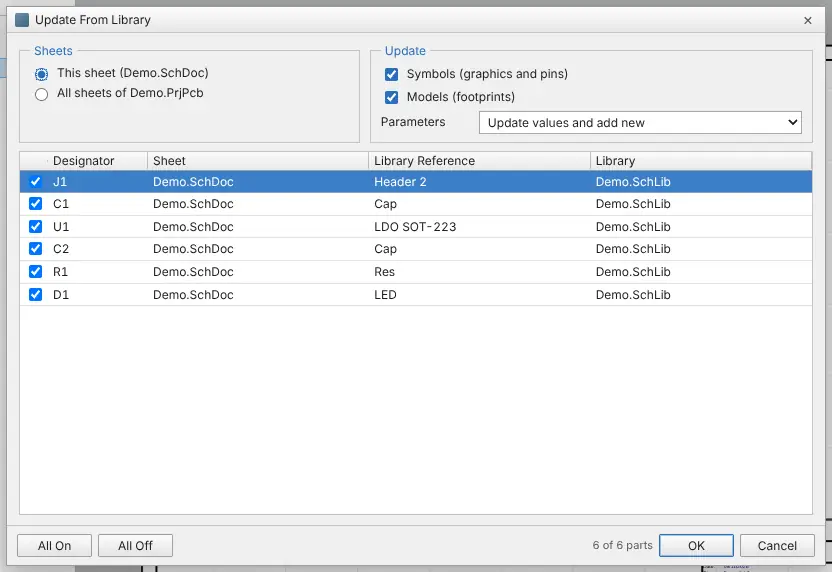 Update From Library
Sheets
This sheet (Demo.SchDoc)
All sheets of Demo.PrjPcb
Update
Symbols (graphics and pins)
Models (footprints)
Parameters Update values and add new
Designator Sheet Library Reference Library
J1 Demo.SchDoc Header 2 Demo.SchLib
C1 Demo.SchDoc Cap Demo.SchLib
U1 Demo.SchDoc LDO SOT-223 Demo.SchLib
C2 Demo.SchDoc Cap Demo.SchLib
R1 Demo.SchDoc Res Demo.SchLib
D1 Demo.SchDoc LED Demo.SchLib
All On All Off 6 of 6 parts OK Cancel